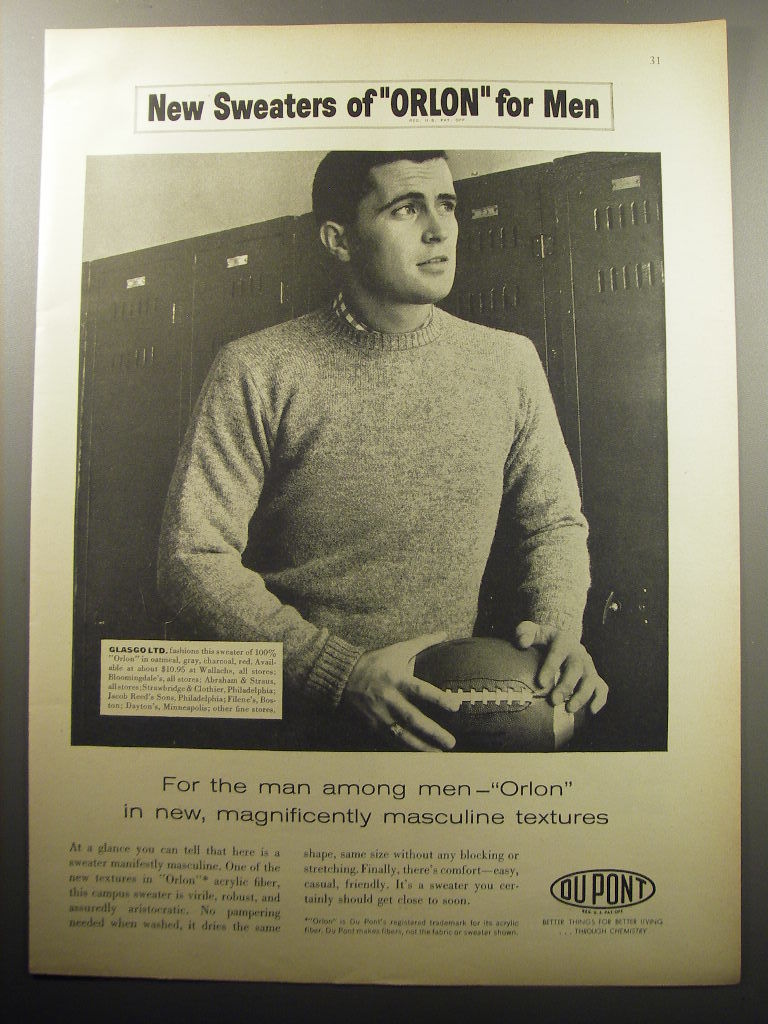 31
New Sweaters of "ORLON" for Men
REG. U.S. PAT. OFF
GLASGO LTD. fashions this sweater of 100%
"Orlon" in oatmeal, gray, charcoal, red. Avail-
able at about $10.95 at Wallachs, all stores;
Bloomingdale's, all stores; Abraham & Straus,
all stores; Strawbridge & Clothier, Philadelphia;
Jacob Reed's Sons, Philadelphia; Filene's, Bos-
ton; Dayton's, Minneapolis; other fine stores.
For the man among men—"Orlon"
in new, magnificently masculine textures
At a glance you can tell that here is a
sweater manifestly masculine. One of the
new textures in "Orlon"* acrylic fiber,
this campus sweater is virile, robust, and
assuredly aristocratic. No pampering
needed when washed, it dries the same
shape, same size without any blocking or
stretching. Finally, there's comfort—easy,
casual, friendly. It's a sweater you cer-
tainly should get close to soon.
*"Orlon" is Du Pont's registered trademark for its acrylic
fiber. Du Pont makes fibers, not the fabric or sweater shown.
DU PONT
REG. U.S. PAT. OFF
BETTER THINGS FOR BETTER LIVING
. . . THROUGH CHEMISTRY